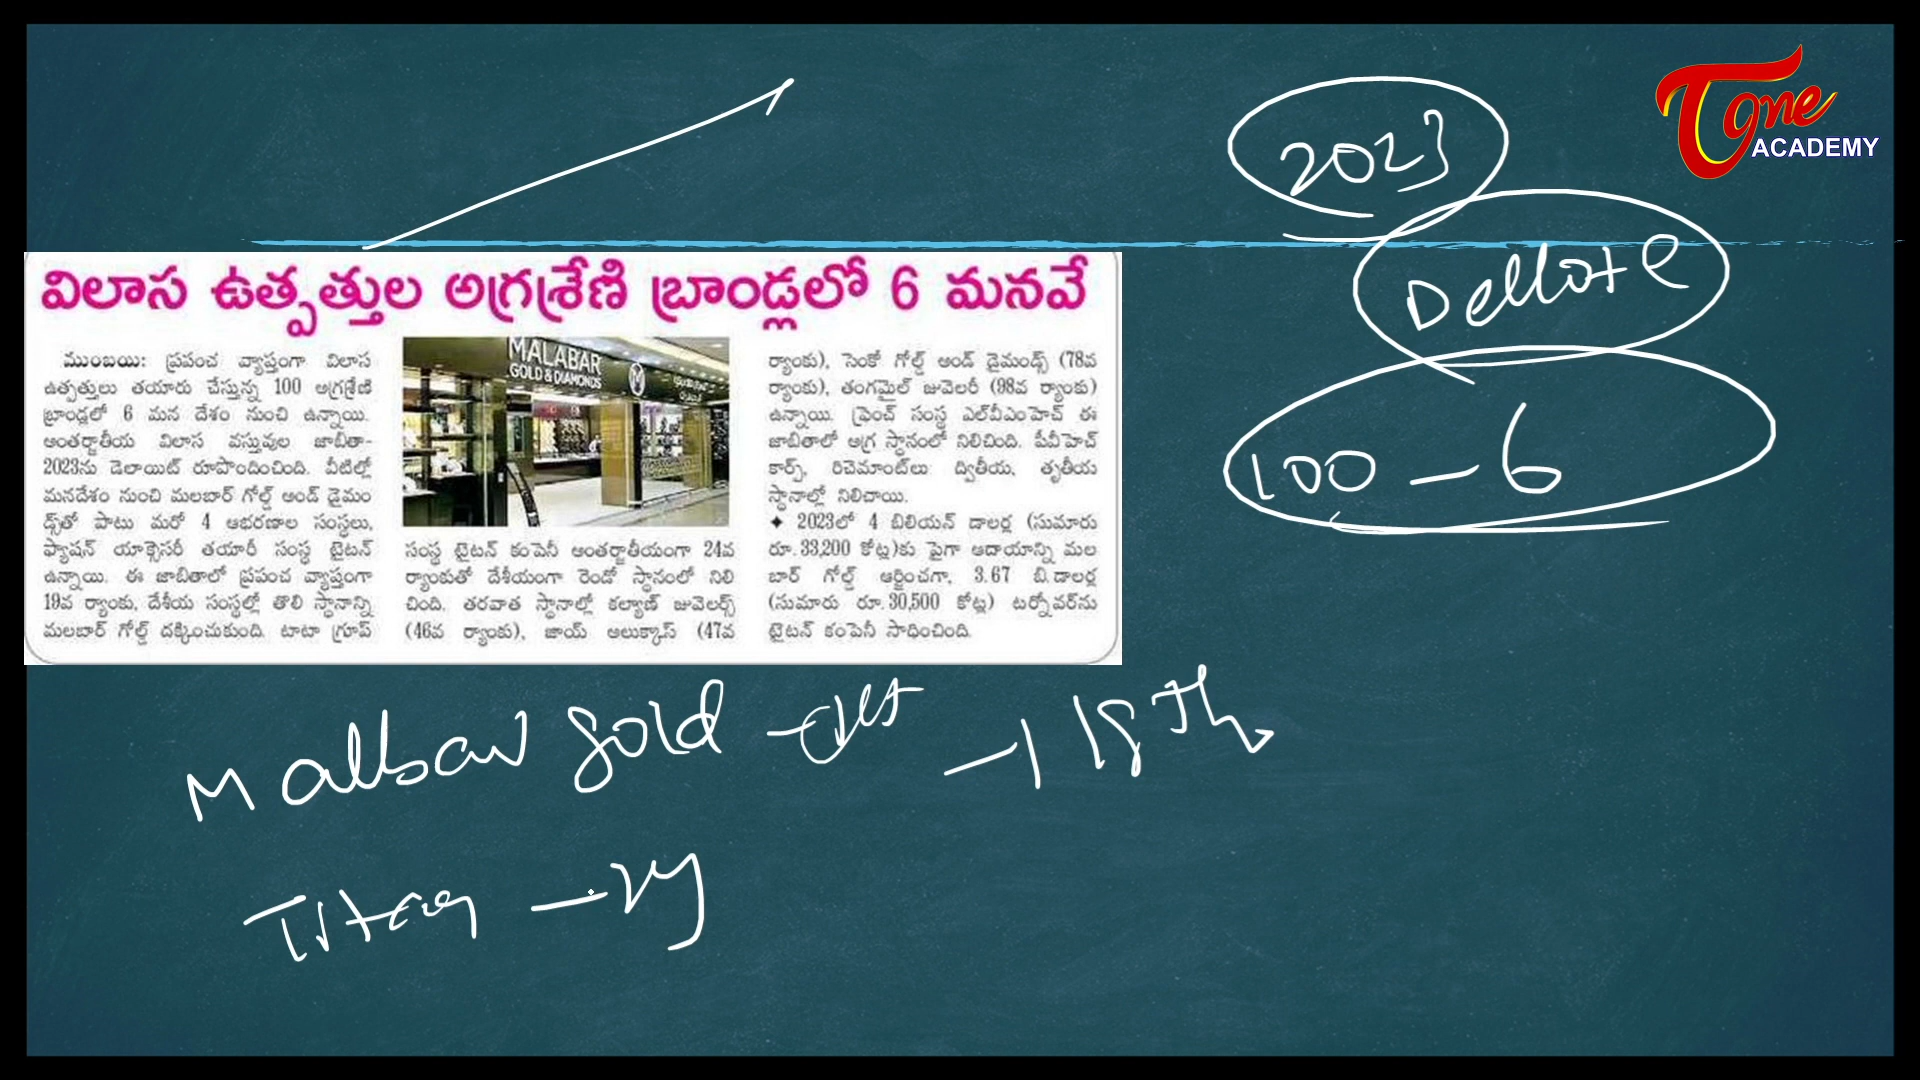 2023
Tone
ACADEMY
Dellote
100 - 6
విలాస ఉత్పత్తుల అగ్రశ్రేణి బ్రాండ్లలో 6 మనవే
ముంబయి: ప్రపంచ వ్యాప్తంగా విలాస
ఉత్పత్తులు తయారు చేస్తున్న 100 అగ్రశ్రేణి
బ్రాండ్లలో 6 మన దేశం నుంచి ఉన్నాయి.
అంతర్జాతీయ విలాస వస్తువుల జాబితా-
2023ను డెలాయిట్ రూపొందించింది. వీటిల్లో
మనదేశం నుంచి మలబార్ గోల్డ్ అండ్ డైమం
డ్స్‌తో పాటు మరో 4 ఆభరణాల సంస్థలు,
ఫ్యాషన్ యాక్సెసరీ తయారీ సంస్థ టైటన్
ఉన్నాయి. ఈ జాబితాలో ప్రపంచ వ్యాప్తంగా
19వ ర్యాంకు, దేశీయ సంస్థల్లో తొలి స్థానాన్ని
మలబార్ గోల్డ్ దక్కించుకుంది. టాటా గ్రూప్
MALABAR
GOLD & DIAMONDS
సంస్థ టైటన్ కంపెనీ అంతర్జాతీయంగా 24వ
ర్యాంకుతో దేశీయంగా రెండో స్థానంలో నిలి
చింది. తరవాత స్థానాల్లో కల్యాణ్ జువెలర్స్
(46వ ర్యాంకు), జాయ్ అలుక్కాస్ (47వ
ర్యాంకు), సెంకో గోల్డ్ అండ్ డైమండ్స్ (78వ
ర్యాంకు), తంగమైల్ జువెలరీ (98వ ర్యాంకు)
ఉన్నాయి. ఫ్రెంచ్ సంస్థ ఎల్‌వీఎంహెచ్ ఈ
జాబితాలో అగ్ర స్థానంలో నిలిచింది. పీవీహెచ్
కార్ప్, రిచెమాంట్‌లు ద్వితీయ, తృతీయ
స్థానాల్లో నిలిచాయి.
✦ 2023లో 4 బిలియన్ డాలర్ల (సుమారు
రూ.33,200 కోట్ల)కు పైగా ఆదాయాన్ని మల
బార్ గోల్డ్ ఆర్జించగా, 3.67 బి.డాలర్ల
(సుమారు రూ.30,500 కోట్ల) టర్నోవర్‌ను
టైటన్ కంపెనీ సాధించింది.
Malbar Gold
Titan